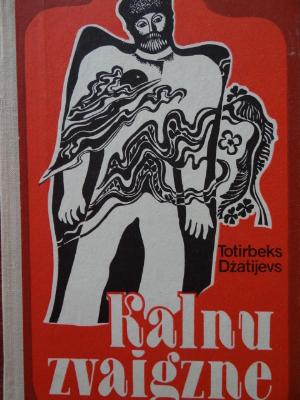 Totirbeks
Džatijevs
Kalnu
zvaigzne